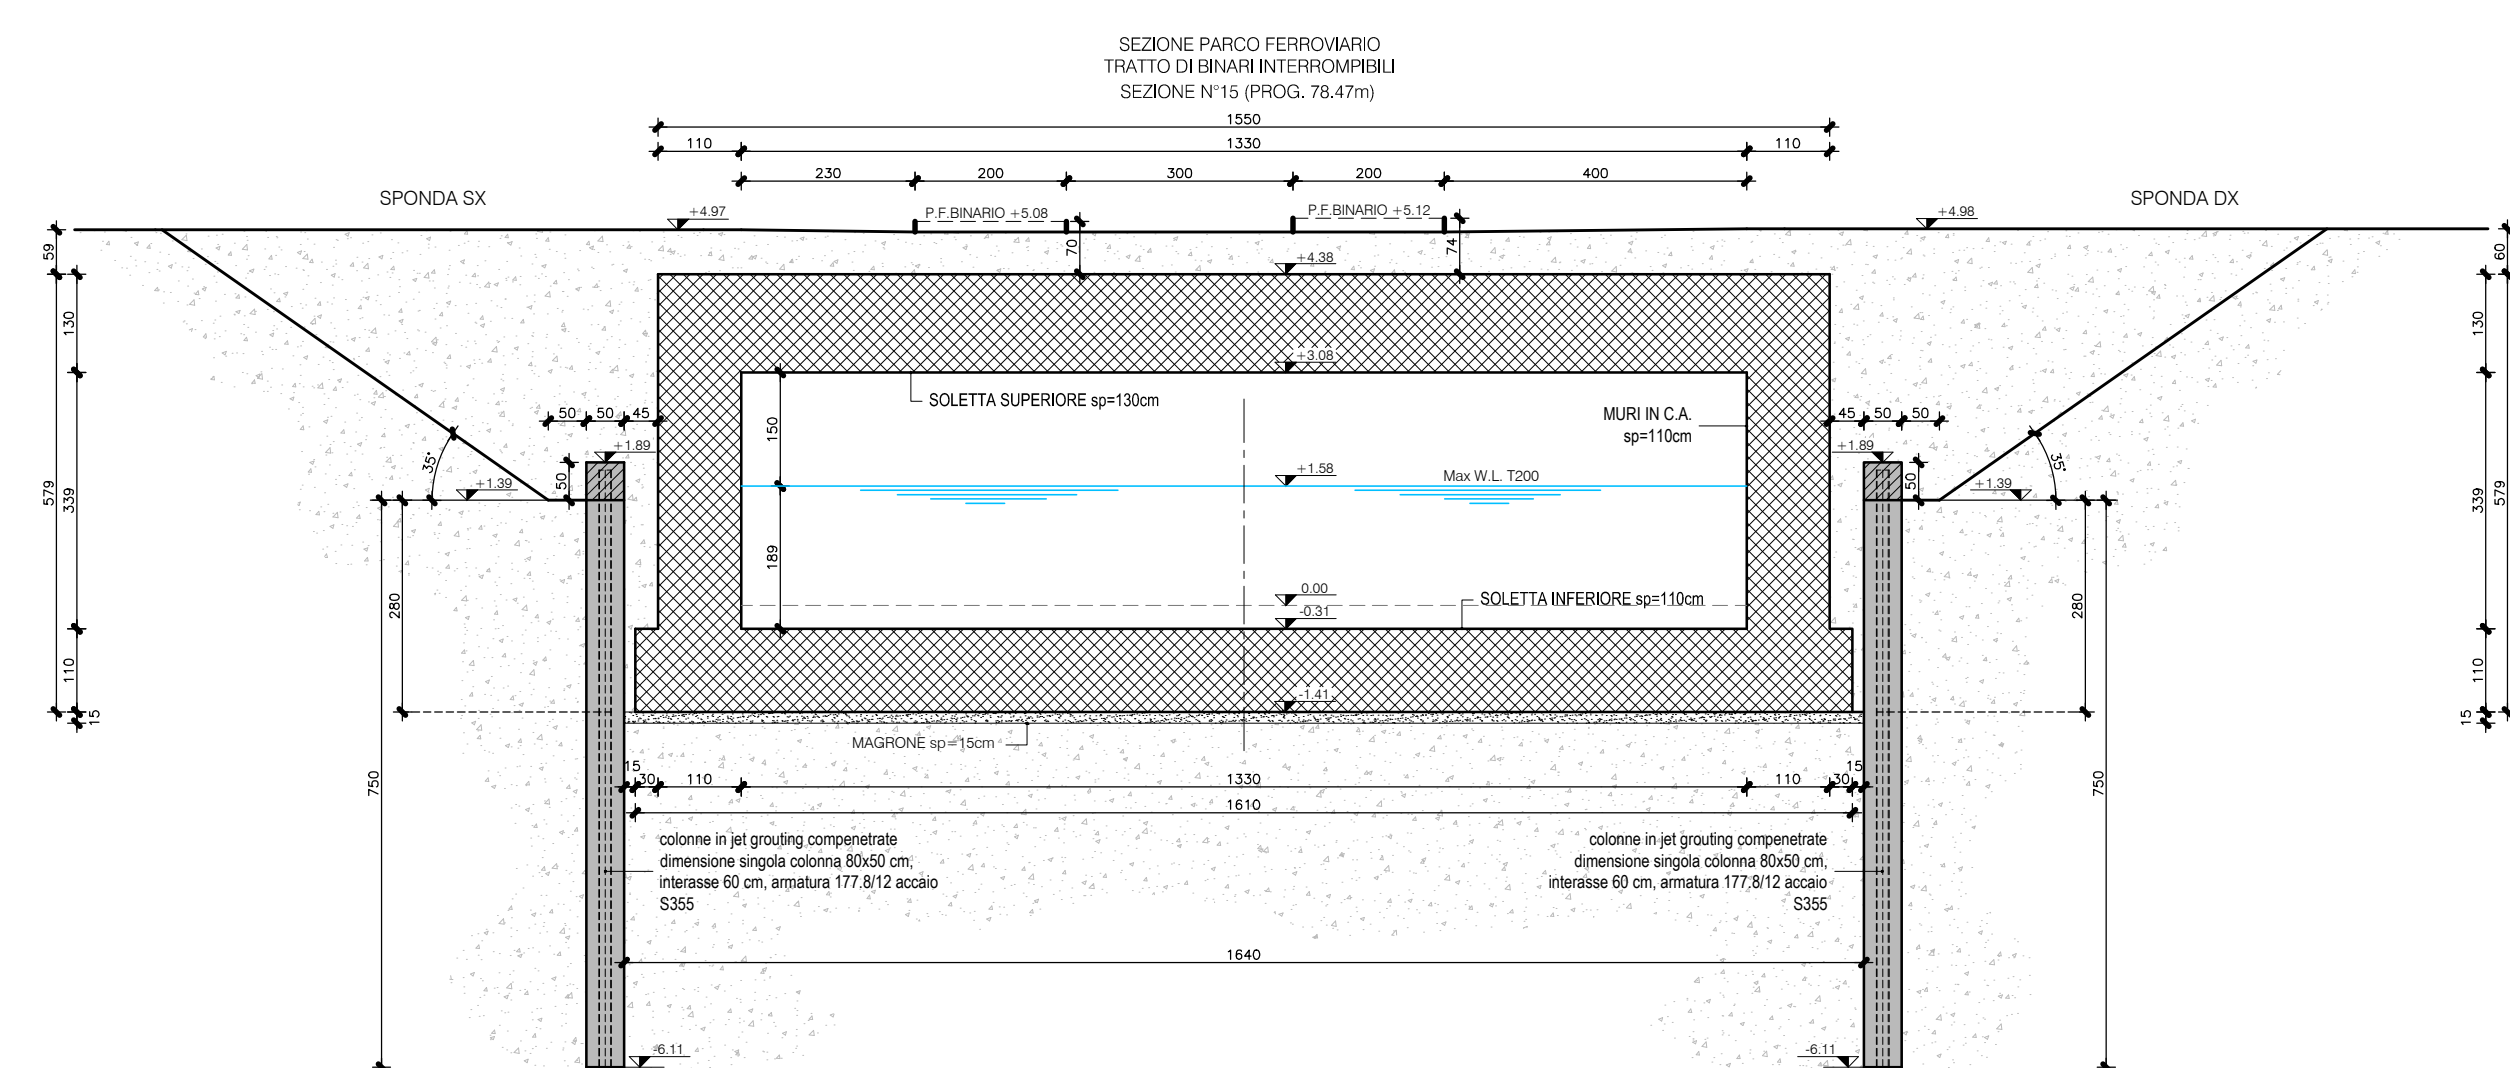 SEZIONE PARCO FERROVIARIO
TRATTO DI BINARI INTERROMPIBILI
SEZIONE N°15 (PROG. 78.47m)
1550
110 1330 110
230 200 300 200 400
SPONDA SX
SPONDA DX
+4.97
P.F.BINARIO +5.08
P.F.BINARIO +5.12
+4.98
59
70
74
60
+4.38
130
130
+3.08
SOLETTA SUPERIORE sp=130cm
50 50 45
150
MURI IN C.A.
sp=110cm
45 50 50
+1.89
+1.89
35°
35°
50
50
+1.39
+1.58
Max W.L. T200
+1.39
579
339
339
579
189
280
280
0.00
SOLETTA INFERIORE sp=110cm
-0.31
110
110
-1.41
15
15
MAGRONE sp=15cm
750
750
15 30 110 1330 110 30 15
1610
colonne in jet grouting compenetrate
dimensione singola colonna 80x50 cm,
interasse 60 cm, armatura 177.8/12 accaio
S355
colonne in jet grouting compenetrate
dimensione singola colonna 80x50 cm,
interasse 60 cm, armatura 177.8/12 accaio
S355
1640
-6.11
-6.11